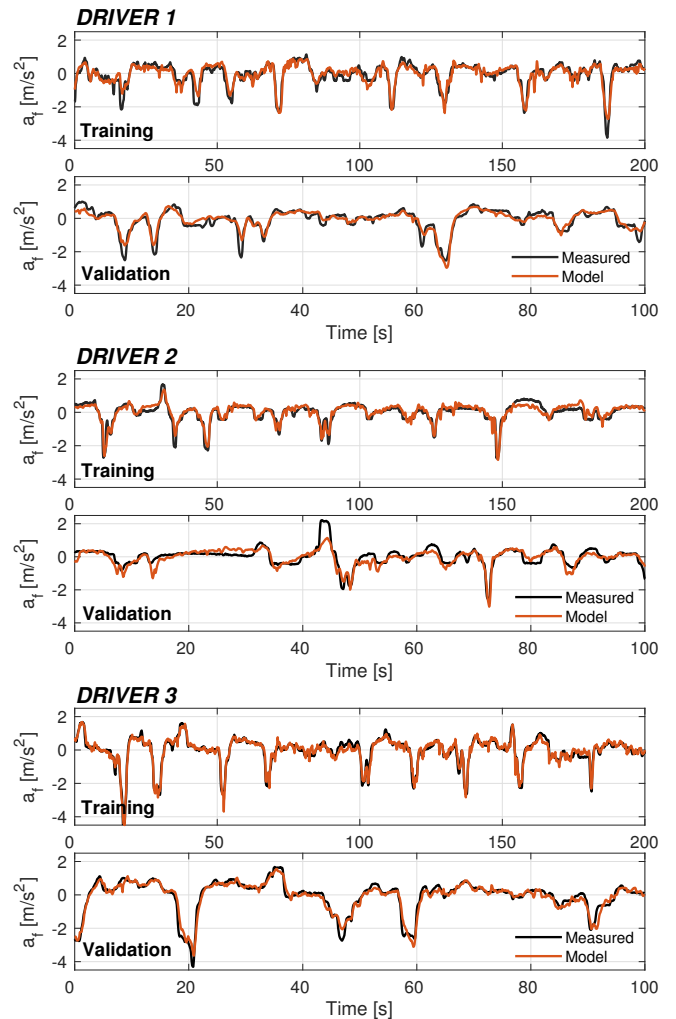 DRIVER 1
2
0
-2
-4
a_f [m/s^2]
Training
0 50 100 150 200
2
0
-2
-4
a_f [m/s^2]
Validation
Measured
Model
0 20 40 60 80 100
Time [s]
DRIVER 2
2
0
-2
-4
a_f [m/s^2]
Training
0 50 100 150 200
2
0
-2
-4
a_f [m/s^2]
Validation
Measured
Model
0 20 40 60 80 100
Time [s]
DRIVER 3
2
0
-2
-4
a_f [m/s^2]
Training
0 50 100 150 200
2
0
-2
-4
a_f [m/s^2]
Validation
Measured
Model
0 20 40 60 80 100
Time [s]